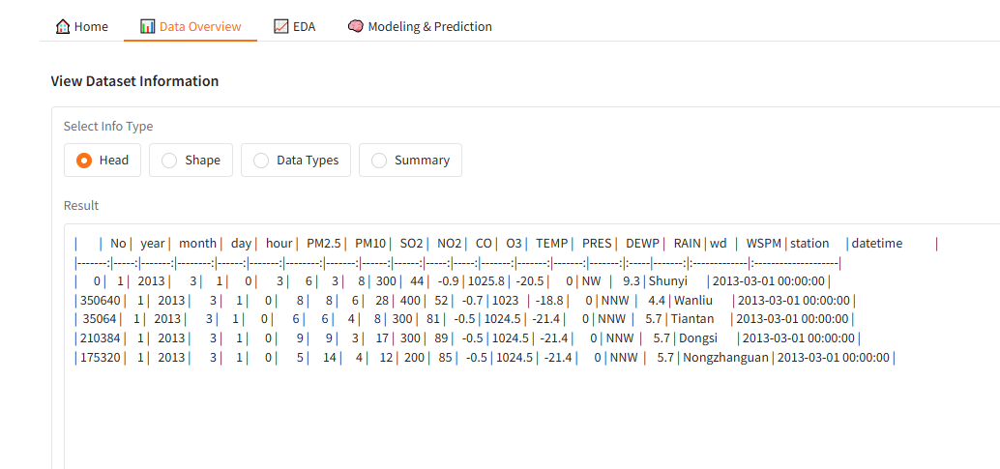 Home Data Overview EDA Modeling & Prediction
View Dataset Information
Select Info Type
Head Shape Data Types Summary
Result
| | No | year | month | day | hour | PM2.5 | PM10 | SO2 | NO2 | CO | O3 | TEMP | PRES | DEWP | RAIN | wd | WSPM | station | datetime |
|-------:|-----:|-------:|--------:|------:|-------:|--------:|-------:|------:|------:|-----:|-----:|-------:|-------:|-------:|-------:|:-----|-------:|:-------------|:--------------------|
| 0 | 1 | 2013 | 3 | 1 | 0 | 3 | 6 | 3 | 8 | 300 | 44 | -0.9 | 1025.8 | -20.5 | 0 | NW | 9.3 | Shunyi | 2013-03-01 00:00:00 |
| 350640 | 1 | 2013 | 3 | 1 | 0 | 8 | 8 | 6 | 28 | 400 | 52 | -0.7 | 1023 | -18.8 | 0 | NNW | 4.4 | Wanliu | 2013-03-01 00:00:00 |
| 35064 | 1 | 2013 | 3 | 1 | 0 | 6 | 6 | 4 | 8 | 300 | 81 | -0.5 | 1024.5 | -21.4 | 0 | NNW | 5.7 | Tiantan | 2013-03-01 00:00:00 |
| 210384 | 1 | 2013 | 3 | 1 | 0 | 9 | 9 | 3 | 17 | 300 | 89 | -0.5 | 1024.5 | -21.4 | 0 | NNW | 5.7 | Dongsi | 2013-03-01 00:00:00 |
| 175320 | 1 | 2013 | 3 | 1 | 0 | 5 | 14 | 4 | 12 | 200 | 85 | -0.5 | 1024.5 | -21.4 | 0 | NNW | 5.7 | Nongzhanguan | 2013-03-01 00:00:00 |